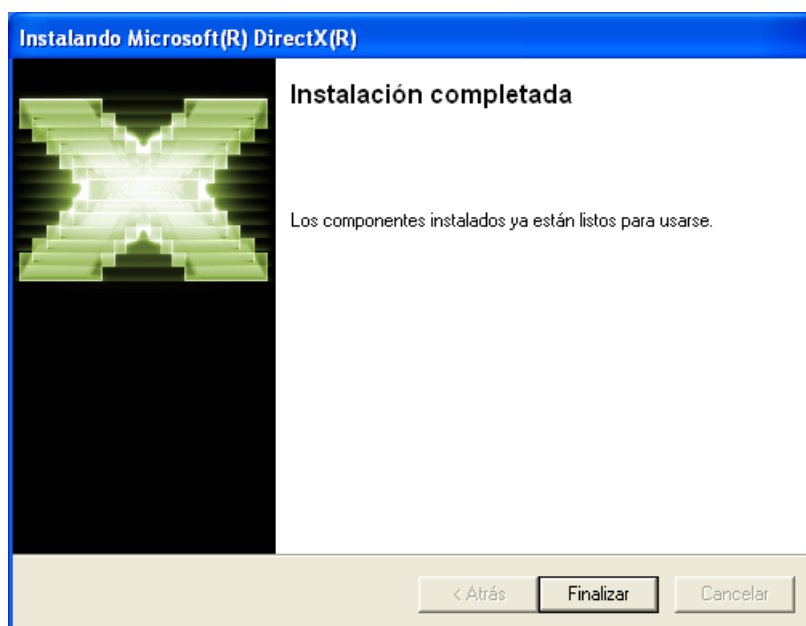 Instalando Microsoft(R) DirectX(R)
Instalación completada
Los componentes instalados ya están listos para usarse.
< Atrás
Finalizar
Cancelar